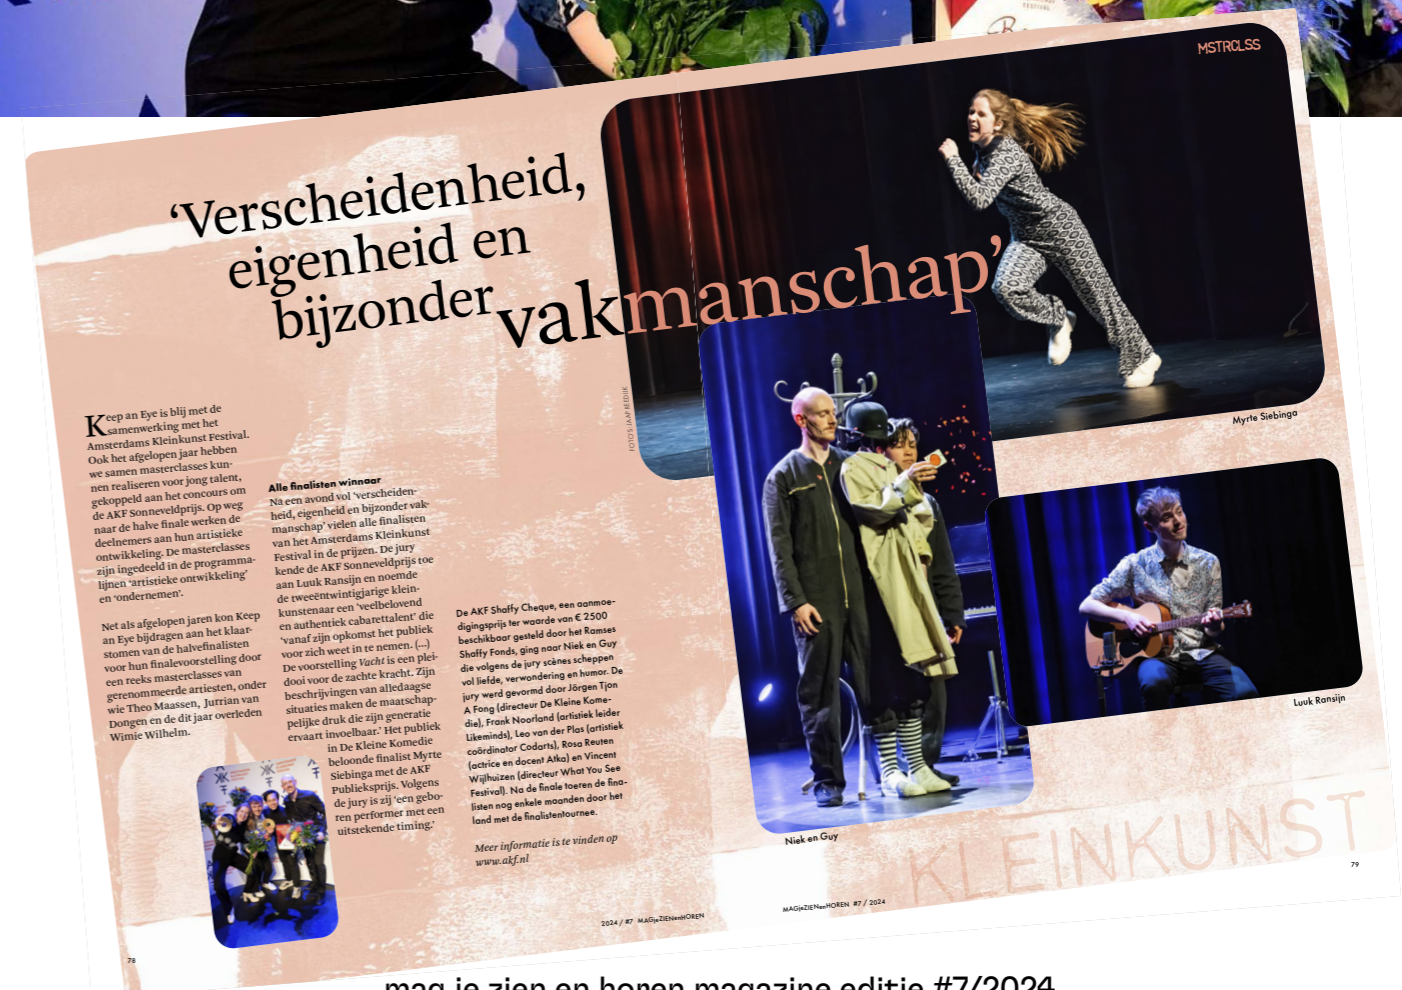 MSTRCLSS
‘Verscheidenheid,
eigenheid en
bijzonder
vakmanschap’
FOTO'S: JAAP REEDIJK
Keep an Eye is blij met de
samenwerking met het
Amsterdams Kleinkunst Festival.
Ook het afgelopen jaar hebben
we samen masterclasses kun-
nen realiseren voor jong talent,
gekoppeld aan het concours om
de AKF Sonneveldprijs. Op weg
naar de halve finale werken de
deelnemers aan hun artistieke
ontwikkeling. De masterclasses
zijn ingedeeld in de programma-
lijnen ‘artistieke ontwikkeling’
en ‘ondernemen’.
Net als afgelopen jaren kon Keep
an Eye bijdragen aan het klaar-
stomen van de halvefinalisten
voor hun finalevoorstelling door
een reeks masterclasses van
gerenommeerde artiesten, onder
wie Theo Maassen, Jurrian van
Dongen en de dit jaar overleden
Wimie Wilhelm.
Alle finalisten winnaar
Na een avond vol ‘verscheiden-
heid, eigenheid en bijzonder vak-
manschap’ vielen alle finalisten
van het Amsterdams Kleinkunst
Festival in de prijzen. De jury
kende de AKF Sonneveldprijs toe
aan Luuk Ransijn en noemde
de tweeëntwintigjarige klein-
kunstenaar een ‘veelbelovend
en authentiek cabarettalent’ die
‘vanaf zijn opkomst het publiek
voor zich weet in te nemen. (...)
De voorstelling Vacht is een plei-
dooi voor de zachte kracht. Zijn
beschrijvingen van alledaagse
situaties maken de maatschap-
pelijke druk die zijn generatie
ervaart invoelbaar.’ Het publiek
in De Kleine Komedie
beloonde finalist Myrte
Siebinga met de AKF
Publieksprijs. Volgens
de jury is zij ‘een gebo-
ren performer met een
uitstekende timing.’
De AKF Shaffy Cheque, een aanmoe-
digingsprijs ter waarde van € 2500
beschikbaar gesteld door het Ramses
Shaffy Fonds, ging naar Niek en Guy
die volgens de jury scènes scheppen
vol liefde, verwondering en humor. De
jury werd gevormd door Jörgen Tjon
A Fong (directeur De Kleine Kome-
die), Frank Noorland (artistiek leider
Likeminds), Leo van der Plas (artistiek
coördinator Codarts), Rosa Reuten
(actrice en docent Atka) en Vincent
Wijlhuizen (directeur What You See
Festival). Na de finale toeren de fina-
listen nog enkele maanden door het
land met de finalistentournee.
Meer informatie is te vinden op
www.akf.nl
Myrte Siebinga
Luuk Ransijn
Niek en Guy
KLEINKUNST
78
2024 / #7 MAGjeZIENenHOREN
MAGjeZIENenHOREN #7 / 2024
79
mag je zien en horen magazine editie #7/2024